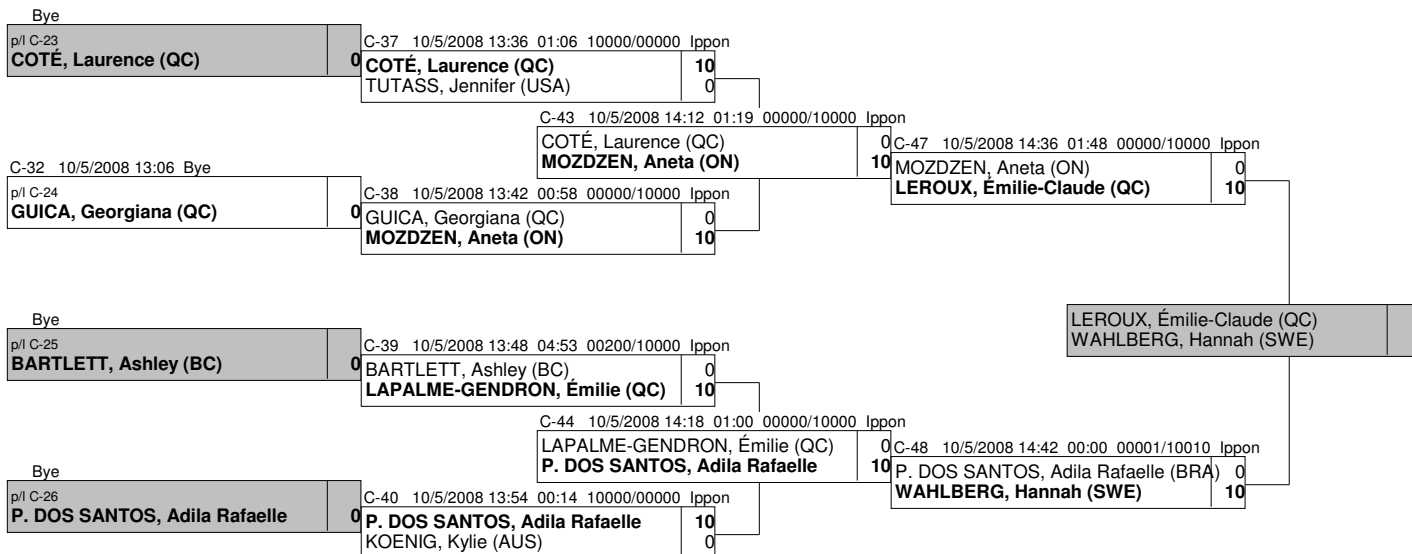 Bye
p/l C-23
COTÉ, Laurence (QC) 0
C-37 10/5/2008 13:36 01:06 10000/00000 Ippon
COTÉ, Laurence (QC) 10
TUTASS, Jennifer (USA) 0
C-43 10/5/2008 14:12 01:19 00000/10000 Ippon
COTÉ, Laurence (QC) 0
MOZDZEN, Aneta (ON) 10
C-47 10/5/2008 14:36 01:48 00000/10000 Ippon
MOZDZEN, Aneta (ON) 0
LEROUX, Émilie-Claude (QC) 10
C-32 10/5/2008 13:06 Bye
p/l C-24
GUICA, Georgiana (QC) 0
C-38 10/5/2008 13:42 00:58 00000/10000 Ippon
GUICA, Georgiana (QC) 0
MOZDZEN, Aneta (ON) 10
LEROUX, Émilie-Claude (QC)
WAHLBERG, Hannah (SWE)
Bye
p/l C-25
BARTLETT, Ashley (BC) 0
C-39 10/5/2008 13:48 04:53 00200/10000 Ippon
BARTLETT, Ashley (BC) 0
LAPALME-GENDRON, Émilie (QC) 10
C-44 10/5/2008 14:18 01:00 00000/10000 Ippon
LAPALME-GENDRON, Émilie (QC) 0
P. DOS SANTOS, Adila Rafaelle 10
C-48 10/5/2008 14:42 00:00 00001/10010 Ippon
P. DOS SANTOS, Adila Rafaelle (BRA) 0
WAHLBERG, Hannah (SWE) 10
Bye
p/l C-26
P. DOS SANTOS, Adila Rafaelle 0
C-40 10/5/2008 13:54 00:14 10000/00000 Ippon
P. DOS SANTOS, Adila Rafaelle 10
KOENIG, Kylie (AUS) 0